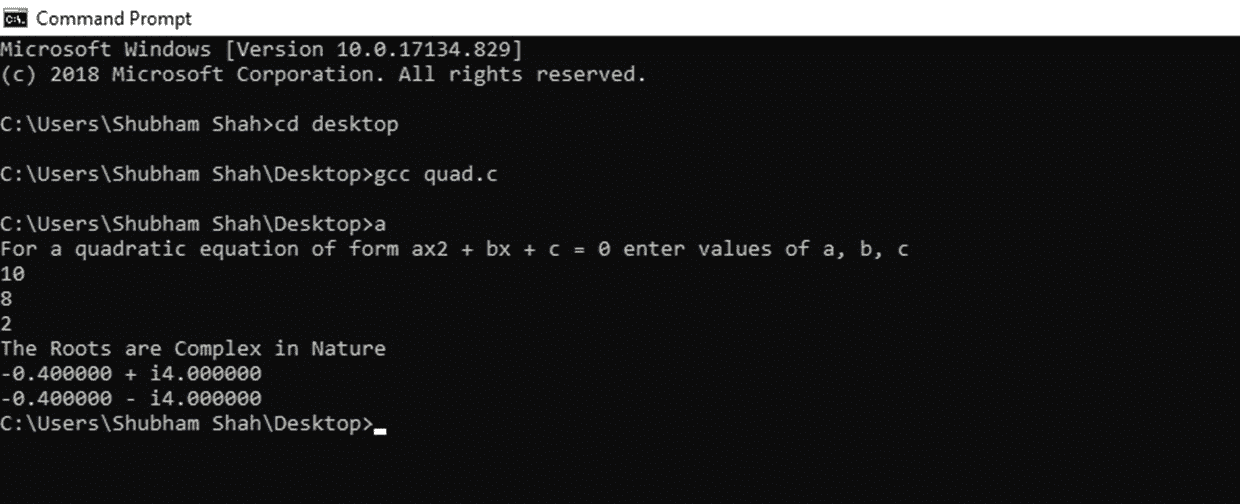 Command Prompt
Microsoft Windows [Version 10.0.17134.829]
(c) 2018 Microsoft Corporation. All rights reserved.
C:\Users\Shubham Shah>cd desktop
C:\Users\Shubham Shah\Desktop>gcc quad.c
C:\Users\Shubham Shah\Desktop>a
For a quadratic equation of form ax2 + bx + c = 0 enter values of a, b, c
10
8
2
The Roots are Complex in Nature
-0.400000 + i4.000000
-0.400000 - i4.000000
C:\Users\Shubham Shah\Desktop>